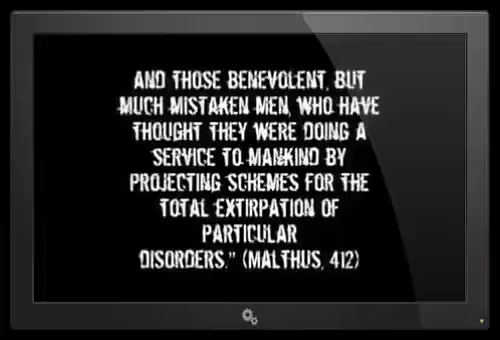 AND THOSE BENEVOLENT, BUT
MUCH MISTAKEN MEN, WHO HAVE
THOUGHT THEY WERE DOING A
SERVICE TO MANKIND BY
PROJECTING SCHEMES FOR THE
TOTAL EXTIRPATION OF
PARTICULAR
DISORDERS." (MALTHUS, 412)